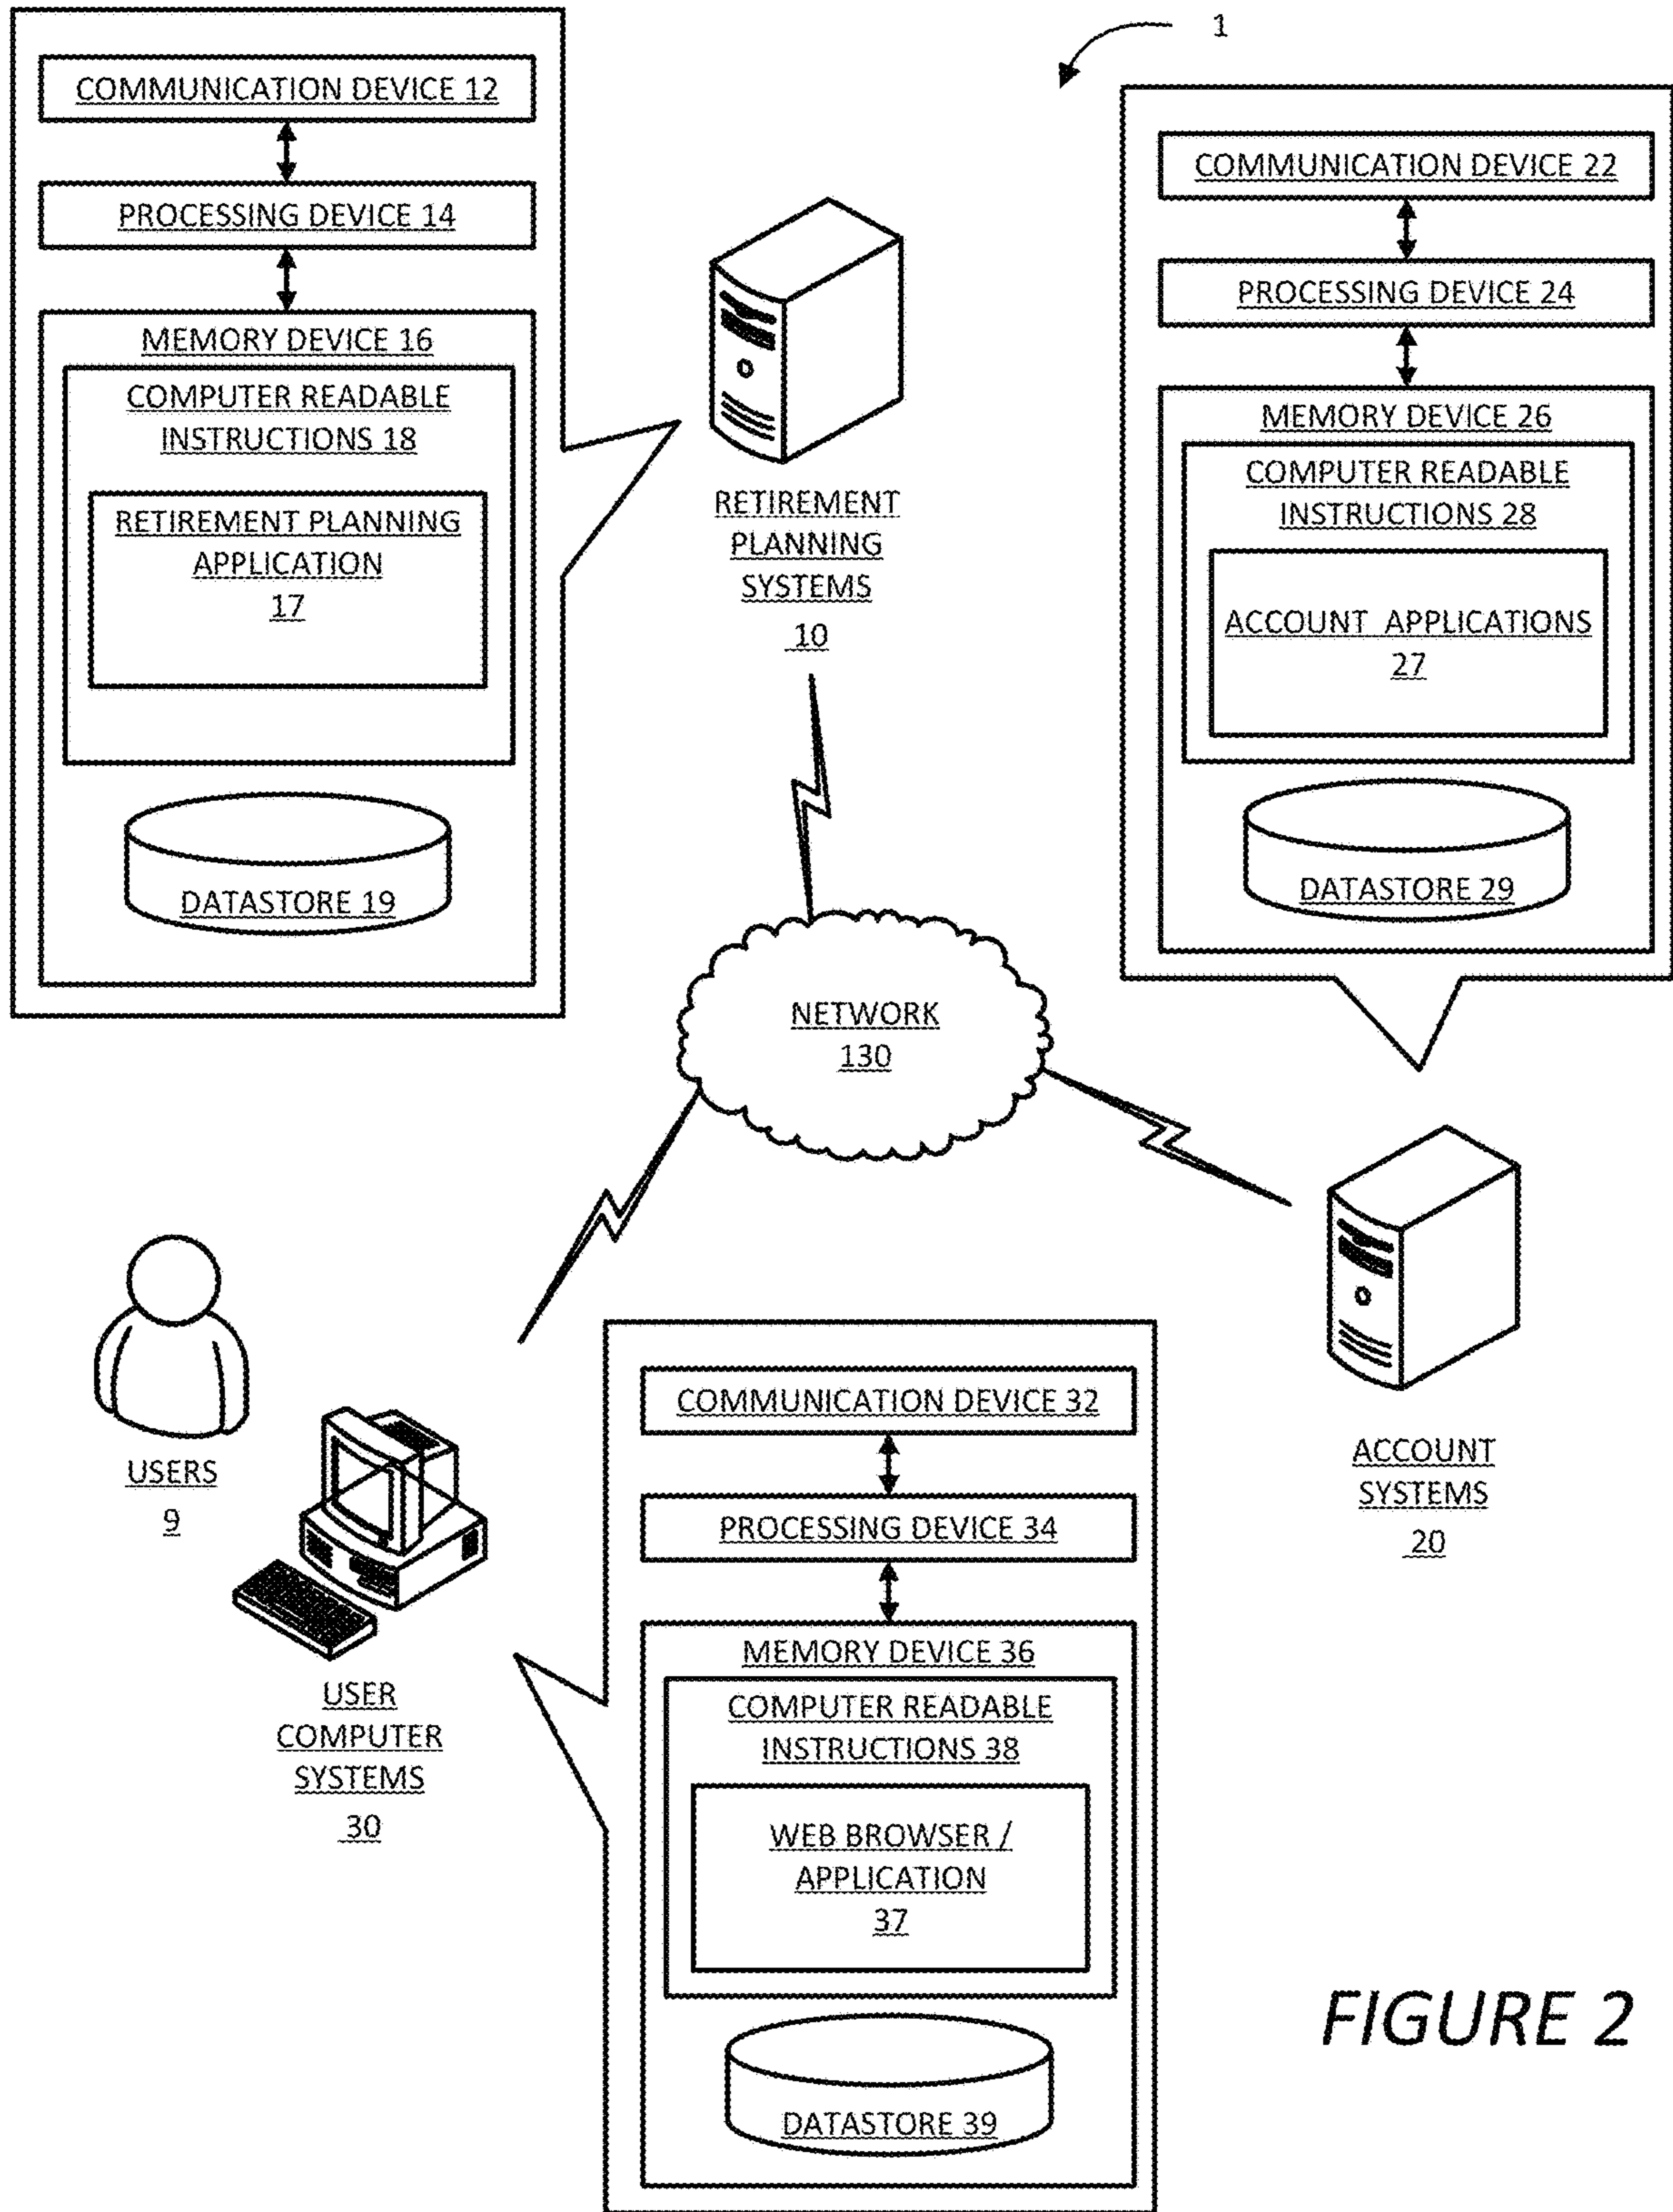 1
COMMUNICATION DEVICE 12
PROCESSING DEVICE 14
MEMORY DEVICE 16
COMPUTER READABLE
INSTRUCTIONS 18
RETIREMENT PLANNING
APPLICATION
17
DATASTORE 19
RETIREMENT
PLANNING
SYSTEMS
10
COMMUNICATION DEVICE 22
PROCESSING DEVICE 24
MEMORY DEVICE 26
COMPUTER READABLE
INSTRUCTIONS 28
ACCOUNT APPLICATIONS
27
DATASTORE 29
NETWORK
130
USERS
9
USER
COMPUTER
SYSTEMS
30
COMMUNICATION DEVICE 32
PROCESSING DEVICE 34
MEMORY DEVICE 36
COMPUTER READABLE
INSTRUCTIONS 38
WEB BROWSER /
APPLICATION
37
DATASTORE 39
ACCOUNT
SYSTEMS
20
FIGURE 2